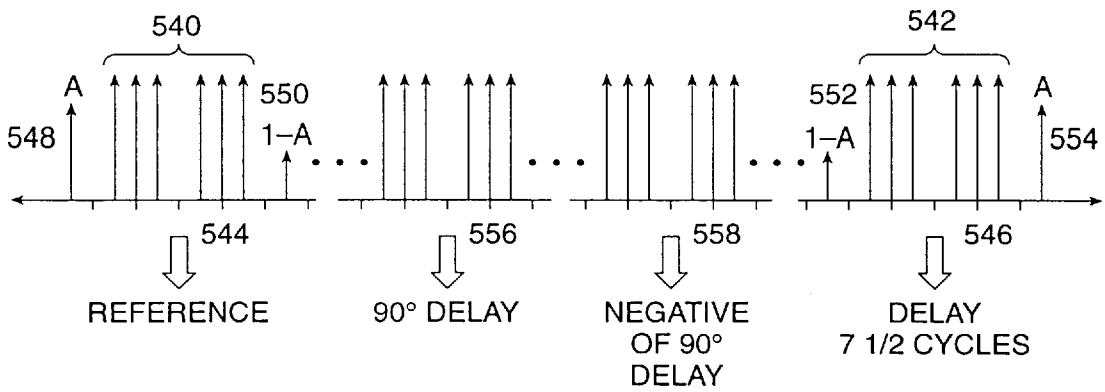 540
542
A
550
552
A
548
1–A
1–A
554
544
556
558
546
REFERENCE
90° DELAY
NEGATIVE
OF 90°
DELAY
DELAY
7 1/2 CYCLES